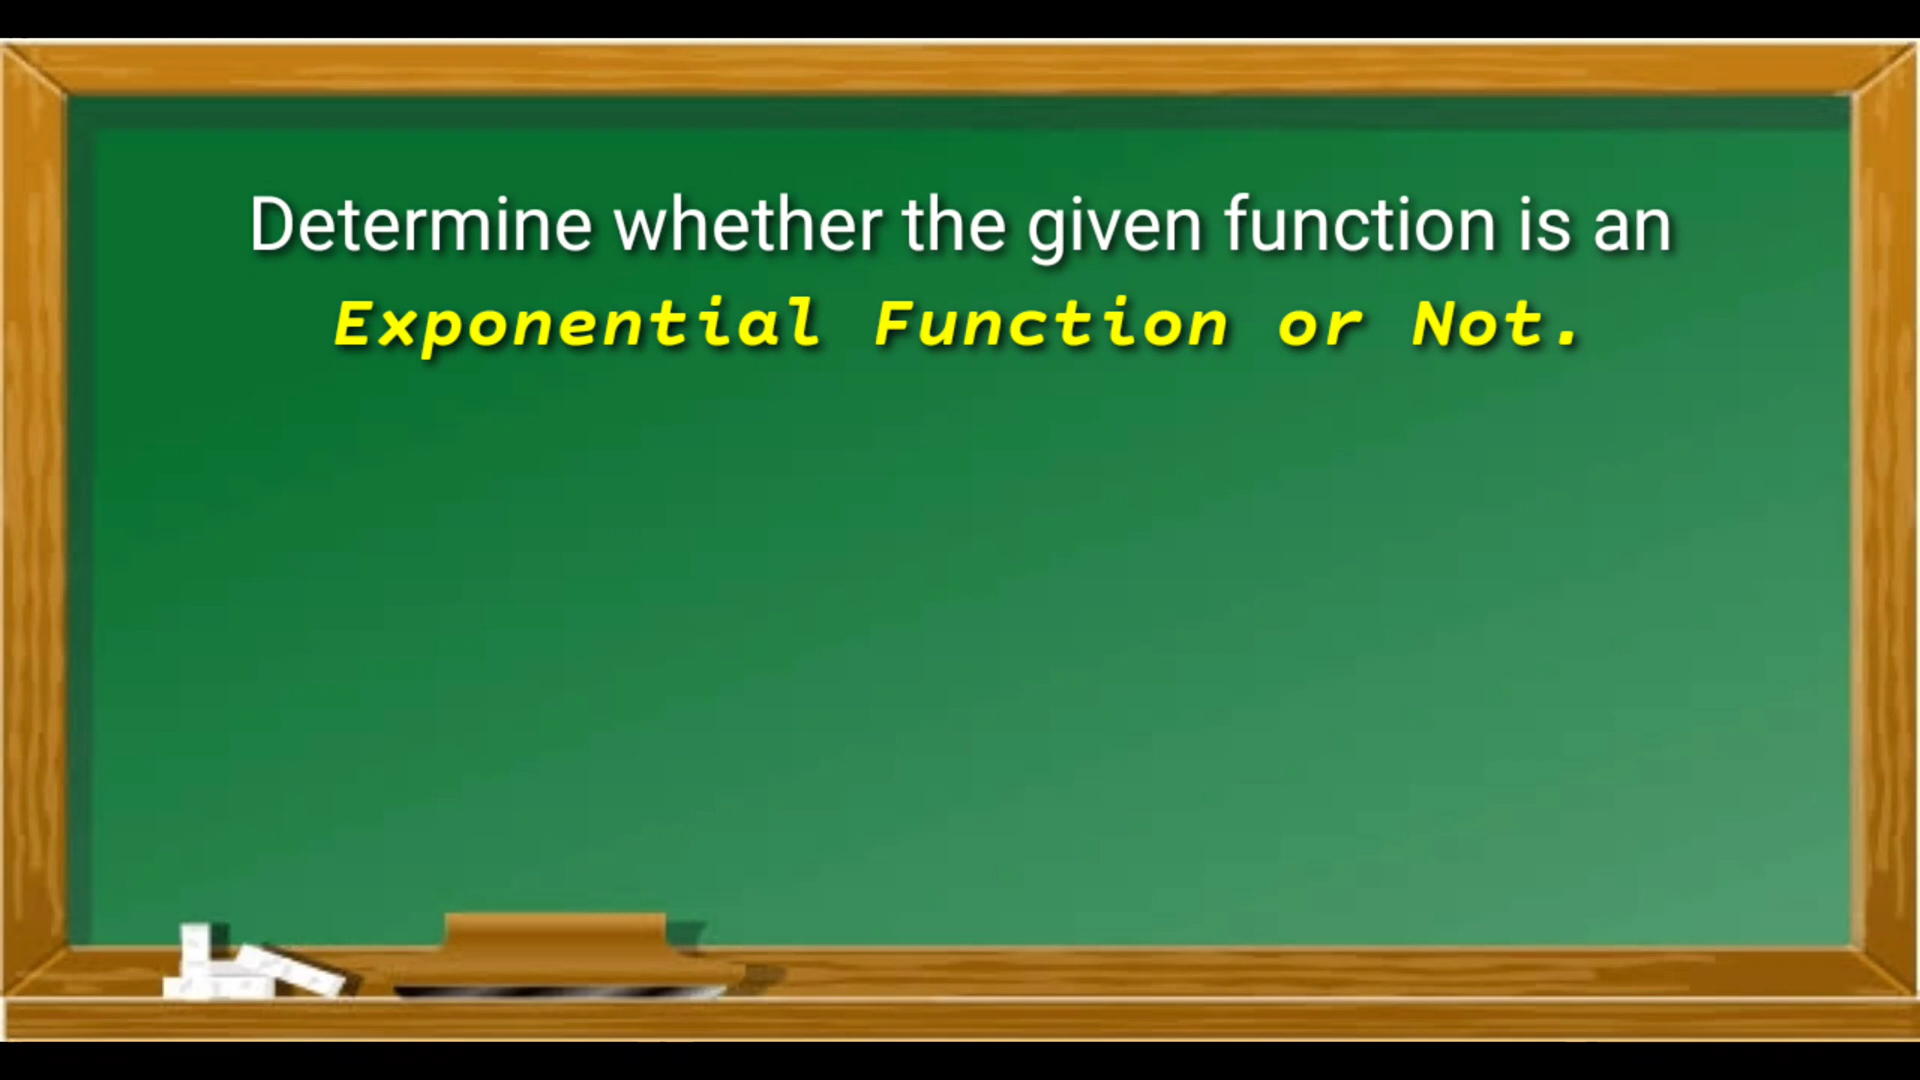 Determine whether the given function is an
Exponential Function or Not.